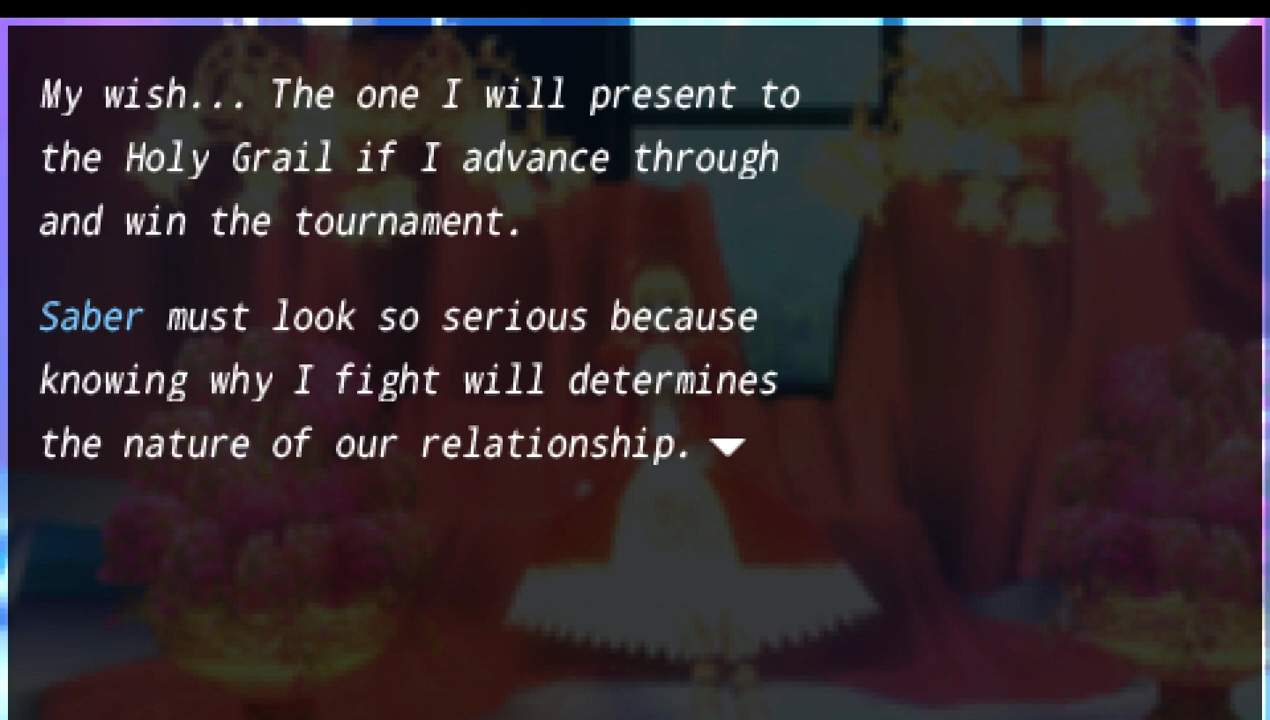 My wish... The one I will present to
the Holy Grail if I advance through
and win the tournament.
Saber must look so serious because
knowing why I fight will determines
the nature of our relationship.